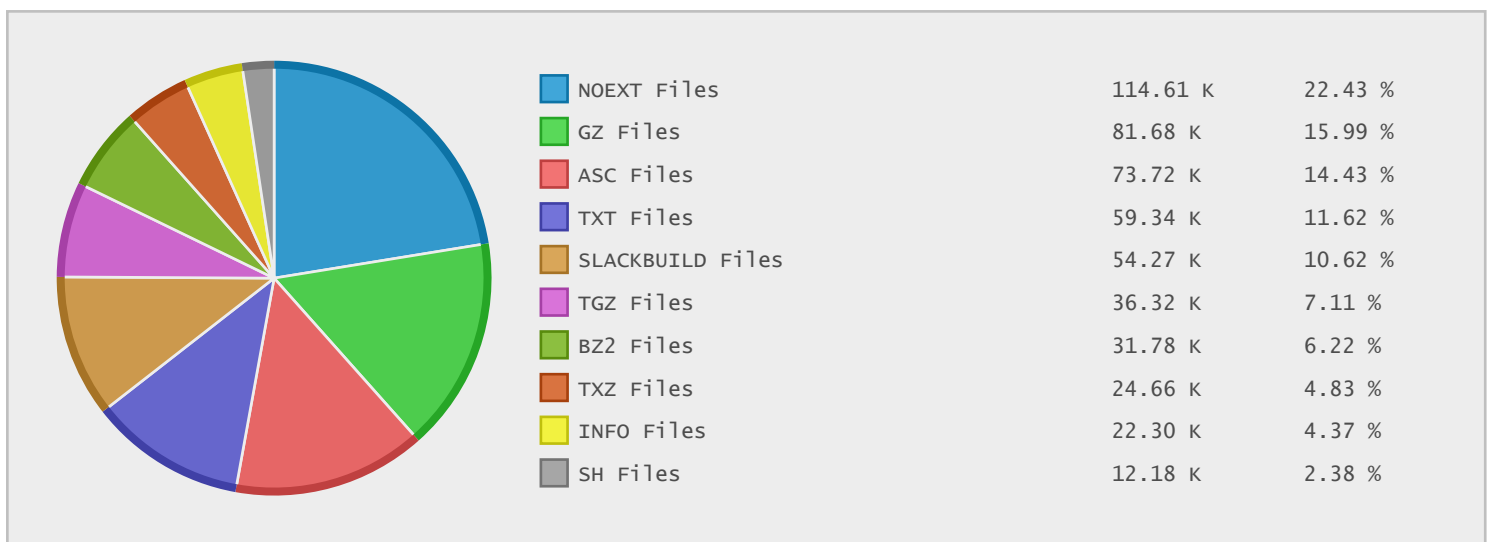 NOEXT Files 114.61 K 22.43 %
GZ Files 81.68 K 15.99 %
ASC Files 73.72 K 14.43 %
TXT Files 59.34 K 11.62 %
SLACKBUILD Files 54.27 K 10.62 %
TGZ Files 36.32 K 7.11 %
BZ2 Files 31.78 K 6.22 %
TXZ Files 24.66 K 4.83 %
INFO Files 22.30 K 4.37 %
SH Files 12.18 K 2.38 %